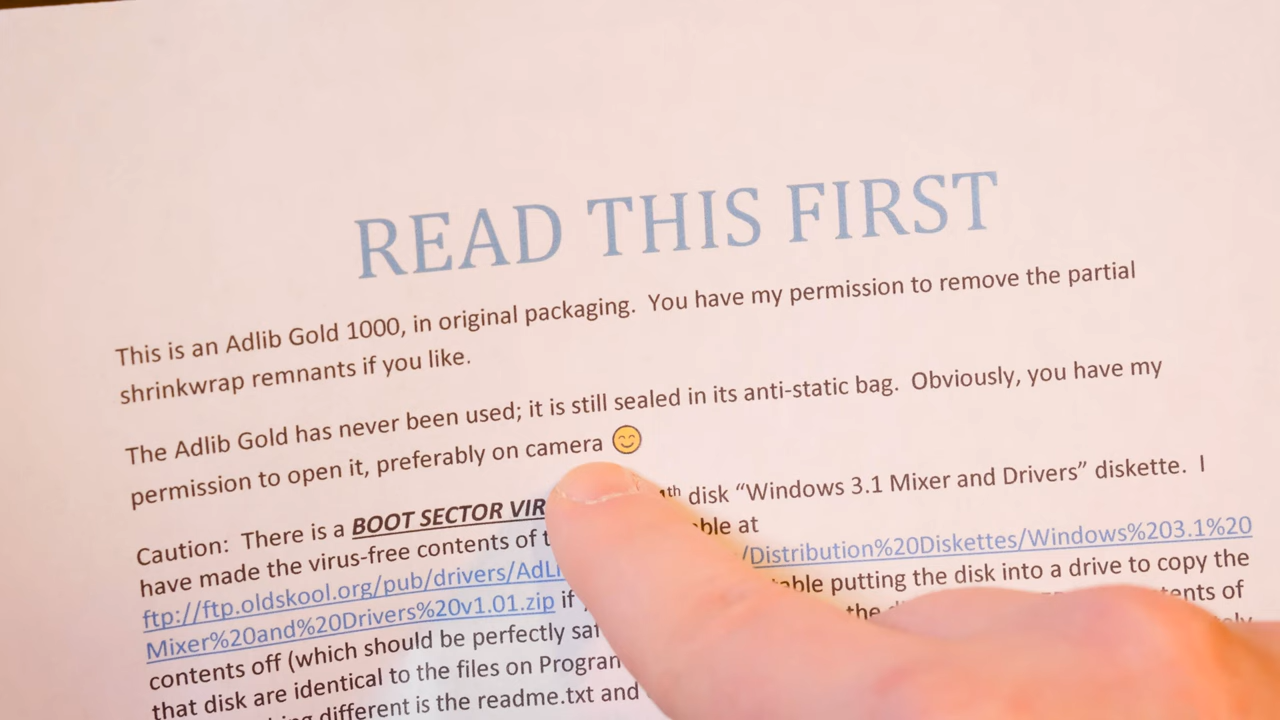 READ THIS FIRST
This is an Adlib Gold 1000, in original packaging. You have my permission to remove the partial
shrinkwrap remnants if you like.
The Adlib Gold has never been used; it is still sealed in its anti-static bag. Obviously, you have my
permission to open it, preferably on camera 😊
Caution: There is a BOOT SECTOR VIR disk “Windows 3.1 Mixer and Drivers” diskette. I
have made the virus-free contents of at
ftp://ftp.oldskool.org/pub/drivers/AdLi /Distribution%20Diskettes/Windows%203.1%20
Mixer%20and%20Drivers%20v1.01.zip if putting the disk into a drive to copy the
contents off (which should be perfectly saf the of
that disk are identical to the files on Program
different is the readme.txt and